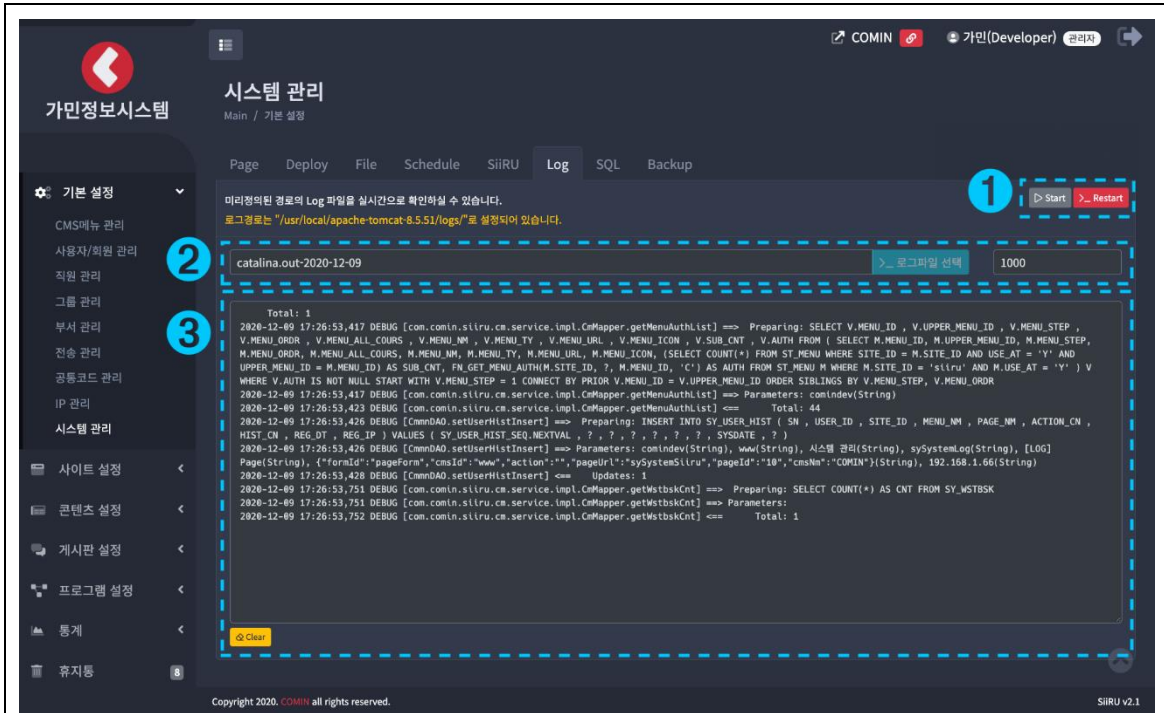 COMIN
가민(Developer) 관리자
가민정보시스템
시스템 관리
Main / 기본 설정
Page Deploy File Schedule SiiRU Log SQL Backup
기본 설정
CMS메뉴 관리
사용자/회원 관리
직원 관리
그룹 관리
부서 관리
전송 관리
공통코드 관리
IP 관리
시스템 관리
사이트 설정
콘텐츠 설정
게시판 설정
프로그램 설정
통계
휴지통 8
미리정의된 경로의 Log 파일을 실시간으로 확인하실 수 있습니다.
로그경로는 "/usr/local/apache-tomcat-8.5.51/logs/"로 설정되어 있습니다.
1
Start >_ Restart
2
catalina.out-2020-12-09 >_ 로그파일 선택 1000
3
Total: 1
2020-12-09 17:26:53,417 DEBUG [com.comin.siiru.cm.service.impl.CmMapper.getMenuAuthList] ==> Preparing: SELECT V.MENU_ID , V.UPPER_MENU_ID , V.MENU_STEP ,
V.MENU_ORDR , V.MENU_ALL_COURS , V.MENU_NM , V.MENU_TY , V.MENU_URL , V.MENU_ICON , V.SUB_CNT , V.AUTH FROM ( SELECT M.MENU_ID, M.UPPER_MENU_ID, M.MENU_STEP,
M.MENU_ORDR, M.MENU_ALL_COURS, M.MENU_NM, M.MENU_TY, M.MENU_URL, M.MENU_ICON, (SELECT COUNT(*) FROM ST_MENU WHERE SITE_ID = M.SITE_ID AND USE_AT = 'Y' AND
UPPER_MENU_ID = M.MENU_ID) AS SUB_CNT, FN_GET_MENU_AUTH(M.SITE_ID, ?, M.MENU_ID, 'C') AS AUTH FROM ST_MENU M WHERE M.SITE_ID = 'siiru' AND M.USE_AT = 'Y' ) V
WHERE V.AUTH IS NOT NULL START WITH V.MENU_STEP = 1 CONNECT BY PRIOR V.MENU_ID = V.UPPER_MENU_ID ORDER SIBLINGS BY V.MENU_STEP, V.MENU_ORDR
2020-12-09 17:26:53,417 DEBUG [com.comin.siiru.cm.service.impl.CmMapper.getMenuAuthList] ==> Parameters: comindev(String)
2020-12-09 17:26:53,423 DEBUG [com.comin.siiru.cm.service.impl.CmMapper.getMenuAuthList] <== Total: 44
2020-12-09 17:26:53,426 DEBUG [CmmnDAO.setUserHistInsert] ==> Preparing: INSERT INTO SY_USER_HIST ( SN , USER_ID , SITE_ID , MENU_NM , PAGE_NM , ACTION_CN ,
HIST_CN , REG_DT , REG_IP ) VALUES ( SY_USER_HIST_SEQ.NEXTVAL , ? , ? , ? , ? , ? , ? , SYSDATE , ? )
2020-12-09 17:26:53,426 DEBUG [CmmnDAO.setUserHistInsert] ==> Parameters: comindev(String), www(String), 시스템 관리(String), sySystemLog(String), [LOG]
Page(String), {"formId":"pageForm","cmsId":"www","action":"","pageUrl":"sySystemSiiru","pageId":"10","cmsNm":"COMIN"}(String), 192.168.1.66(String)
2020-12-09 17:26:53,428 DEBUG [CmmnDAO.setUserHistInsert] <== Updates: 1
2020-12-09 17:26:53,751 DEBUG [com.comin.siiru.cm.service.impl.CmMapper.getWstbskCnt] ==> Preparing: SELECT COUNT(*) AS CNT FROM SY_WSTBSK
2020-12-09 17:26:53,751 DEBUG [com.comin.siiru.cm.service.impl.CmMapper.getWstbskCnt] ==> Parameters:
2020-12-09 17:26:53,752 DEBUG [com.comin.siiru.cm.service.impl.CmMapper.getWstbskCnt] <== Total: 1
Clear
Copyright 2020. COMIN all rights reserved. SiiRU v2.1